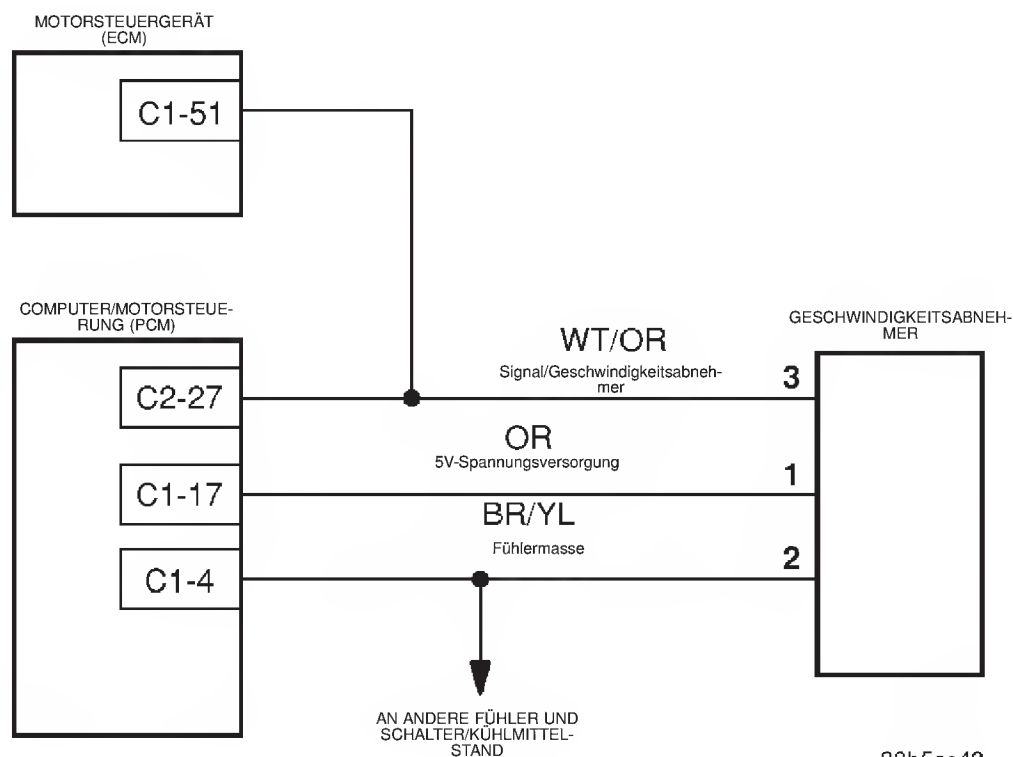 MOTORSTEUERGERÄT
(ECM)
C1-51
COMPUTER/MOTORSTEUE-
RUNG (PCM)
GESCHWINDIGKEITSABNEH-
MER
WT/OR
Signal/Geschwindigkeitsabneh-
mer
3
C2-27
OR
5V-Spannungsversorgung
1
C1-17
BR/YL
Fühlermasse
2
C1-4
AN ANDERE FÜHLER UND
SCHALTER/KÜHLMITTEL-
STAND